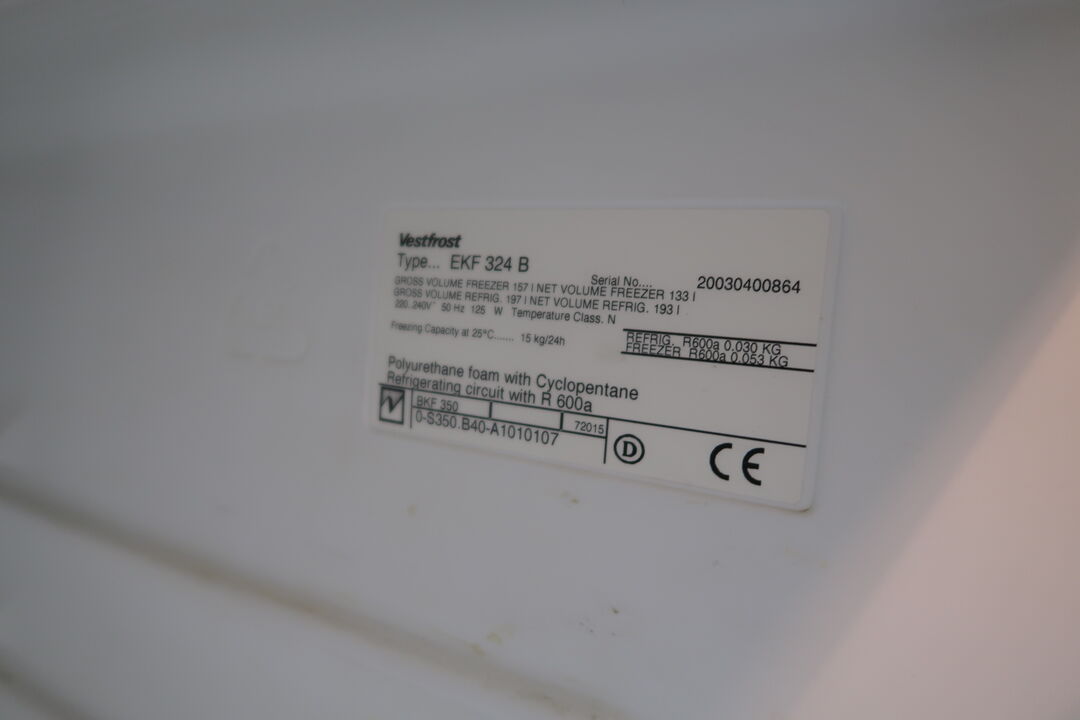 Vestfrost
Type... EKF 324 B
Serial No.... 20030400864
GROSS VOLUME FREEZER 157 l NET VOLUME FREEZER 133 l
GROSS VOLUME REFRIG. 197 l NET VOLUME REFRIG. 193 l
220..240V~ 50 Hz 125 W Temperature Class. N
Freezing Capacity at 25°C....... 15 kg/24h
REFRIG. R600a 0.030 KG
FREEZER R600a 0.053 KG
Polyurethane foam with Cyclopentane
Refrigerating circuit with R 600a
BKF 350 72015
0-S350.B40-A1010107
D
CE